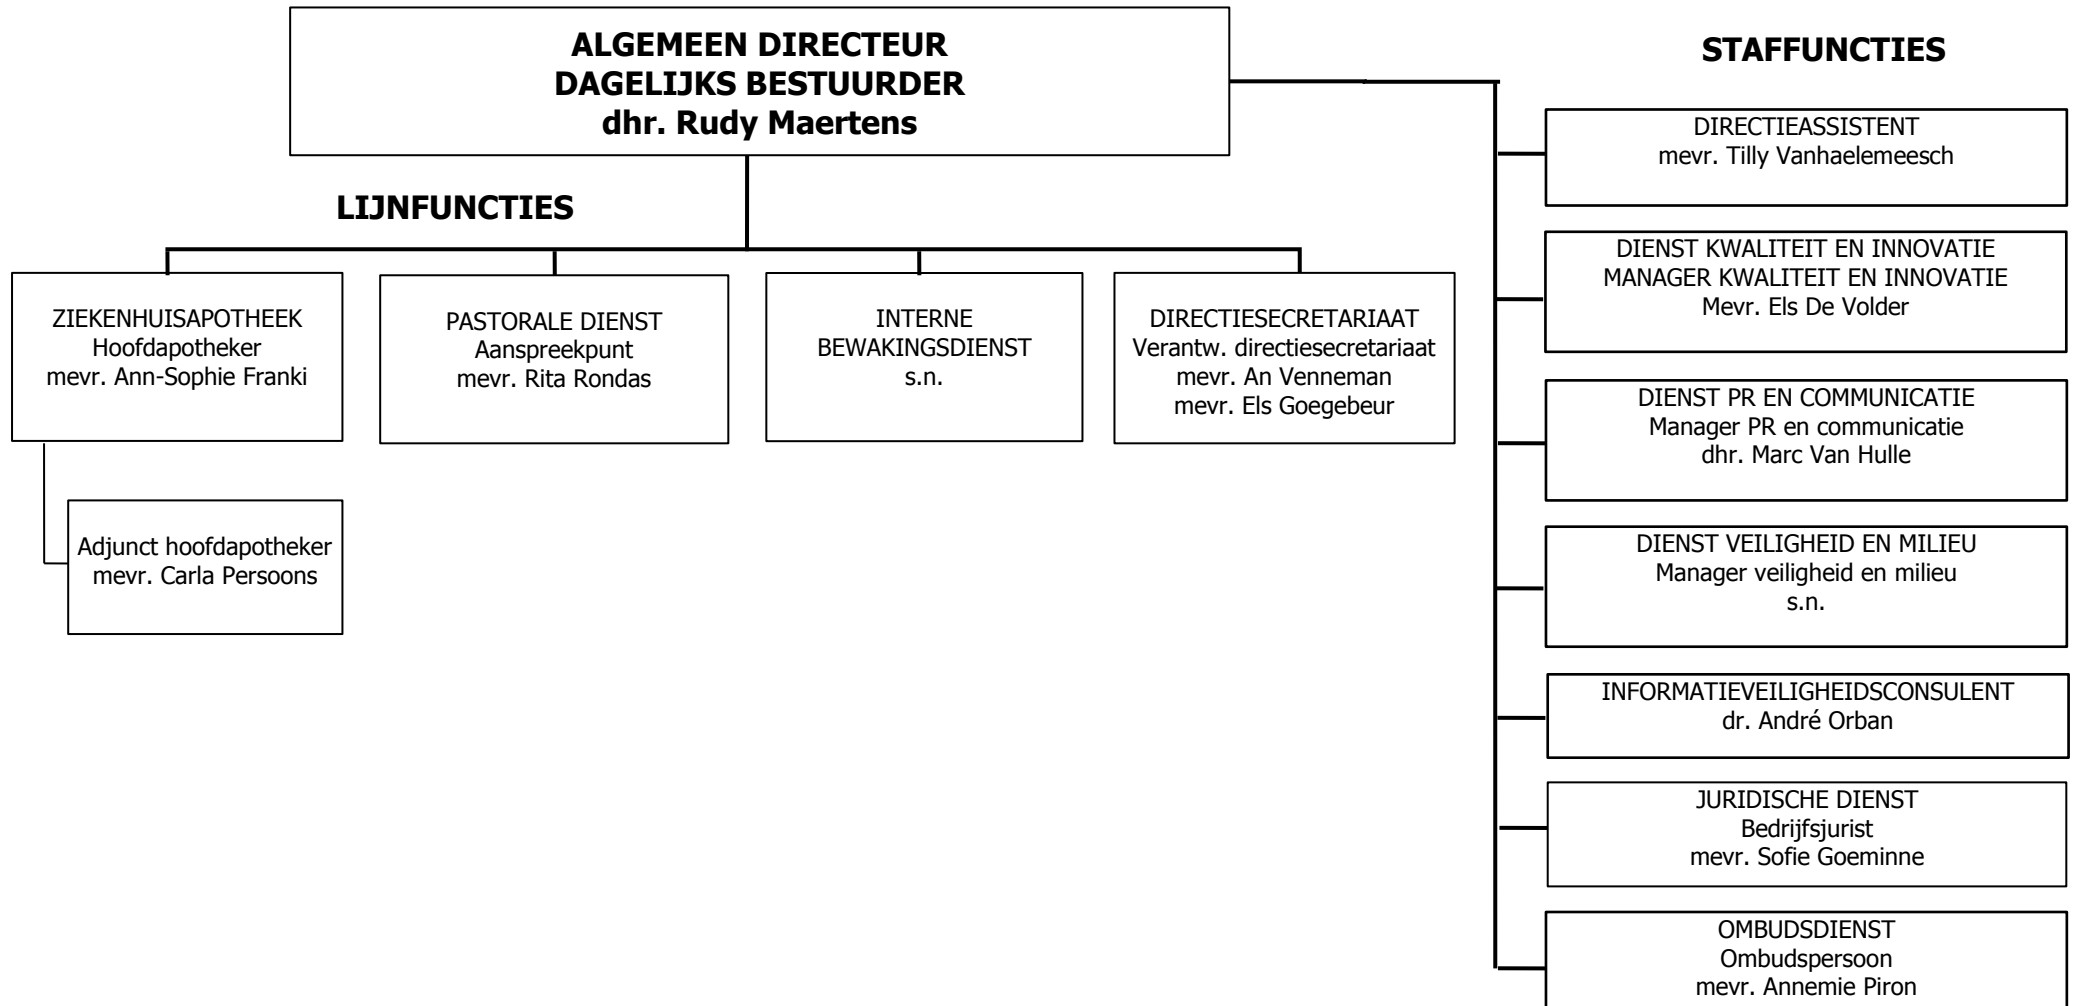 ALGEMEEN DIRECTEUR
DAGELIJKS BESTUURDER
dhr. Rudy Maertens
LIJNFUNCTIES
ZIEKENHUISAPOTHEEK
Hoofdapotheker
mevr. Ann-Sophie Franki
Adjunct hoofdapotheker
mevr. Carla Persoons
PASTORALE DIENST
Aanspreekpunt
mevr. Rita Rondas
INTERNE
BEWAKINGSDIENST
s.n.
DIRECTIESECRETARIAAT
Verantw. directiesecretariaat
mevr. An Venneman
mevr. Els Goegebeur
STAFFUNCTIES
DIRECTIEASSISTENT
mevr. Tilly Vanhaelemeesch
DIENST KWALITEIT EN INNOVATIE
MANAGER KWALITEIT EN INNOVATIE
Mevr. Els De Volder
DIENST PR EN COMMUNICATIE
Manager PR en communicatie
dhr. Marc Van Hulle
DIENST VEILIGHEID EN MILIEU
Manager veiligheid en milieu
s.n.
INFORMATIEVEILIGHEIDSCONSULENT
dr. André Orban
JURIDISCHE DIENST
Bedrijfsjurist
mevr. Sofie Goeminne
OMBUDSDIENST
Ombudspersoon
mevr. Annemie Piron